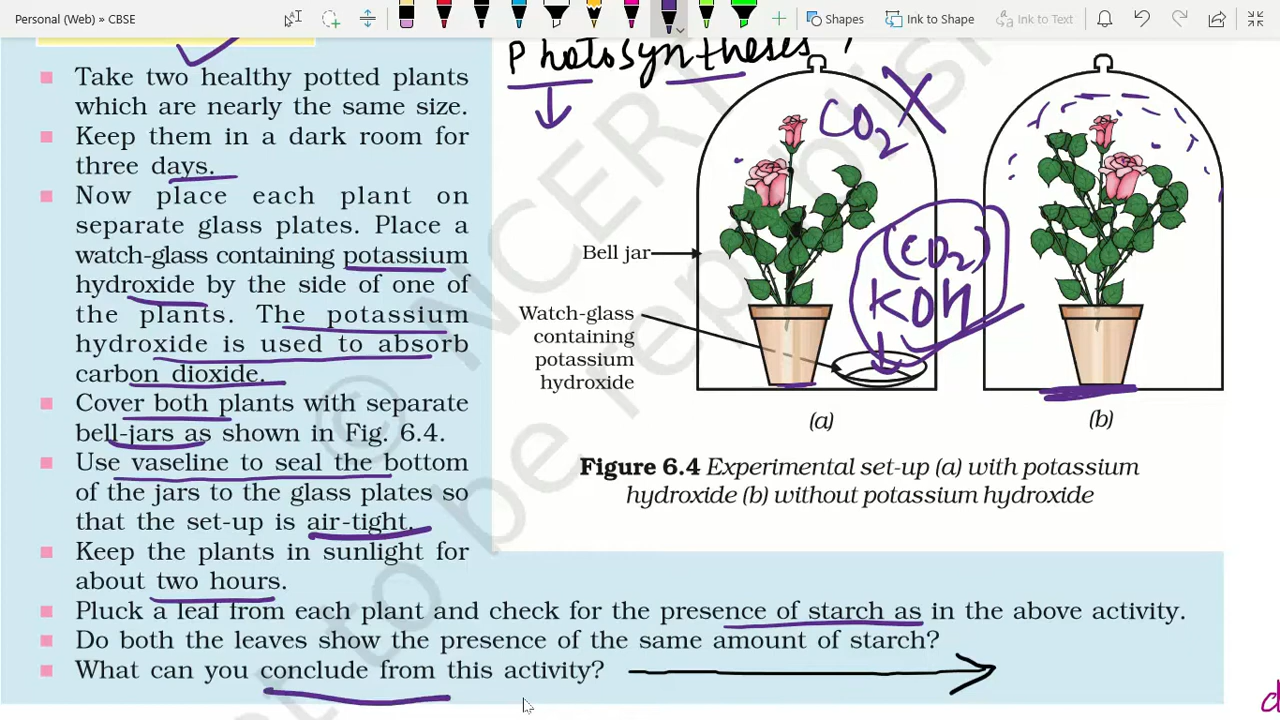 Personal (Web) » CBSE
Shapes
Ink to Shape
Ink to Text
Photosyntheses ?
Take two healthy potted plants
which are nearly the same size.
Keep them in a dark room for
three days.
Now place each plant on
separate glass plates. Place a
watch-glass containing potassium
hydroxide by the side of one of
the plants. The potassium
hydroxide is used to absorb
carbon dioxide.
Cover both plants with separate
bell-jars as shown in Fig. 6.4.
Use vaseline to seal the bottom
of the jars to the glass plates so
that the set-up is air-tight.
Keep the plants in sunlight for
about two hours.
Pluck a leaf from each plant and check for the presence of starch as in the above activity.
Do both the leaves show the presence of the same amount of starch?
What can you conclude from this activity?
CO2 X
(CO2)
KOH
Bell jar
Watch-glass
containing
potassium
hydroxide
(a)
(b)
Figure 6.4 Experimental set-up (a) with potassium
hydroxide (b) without potassium hydroxide
© NCERT
be republis